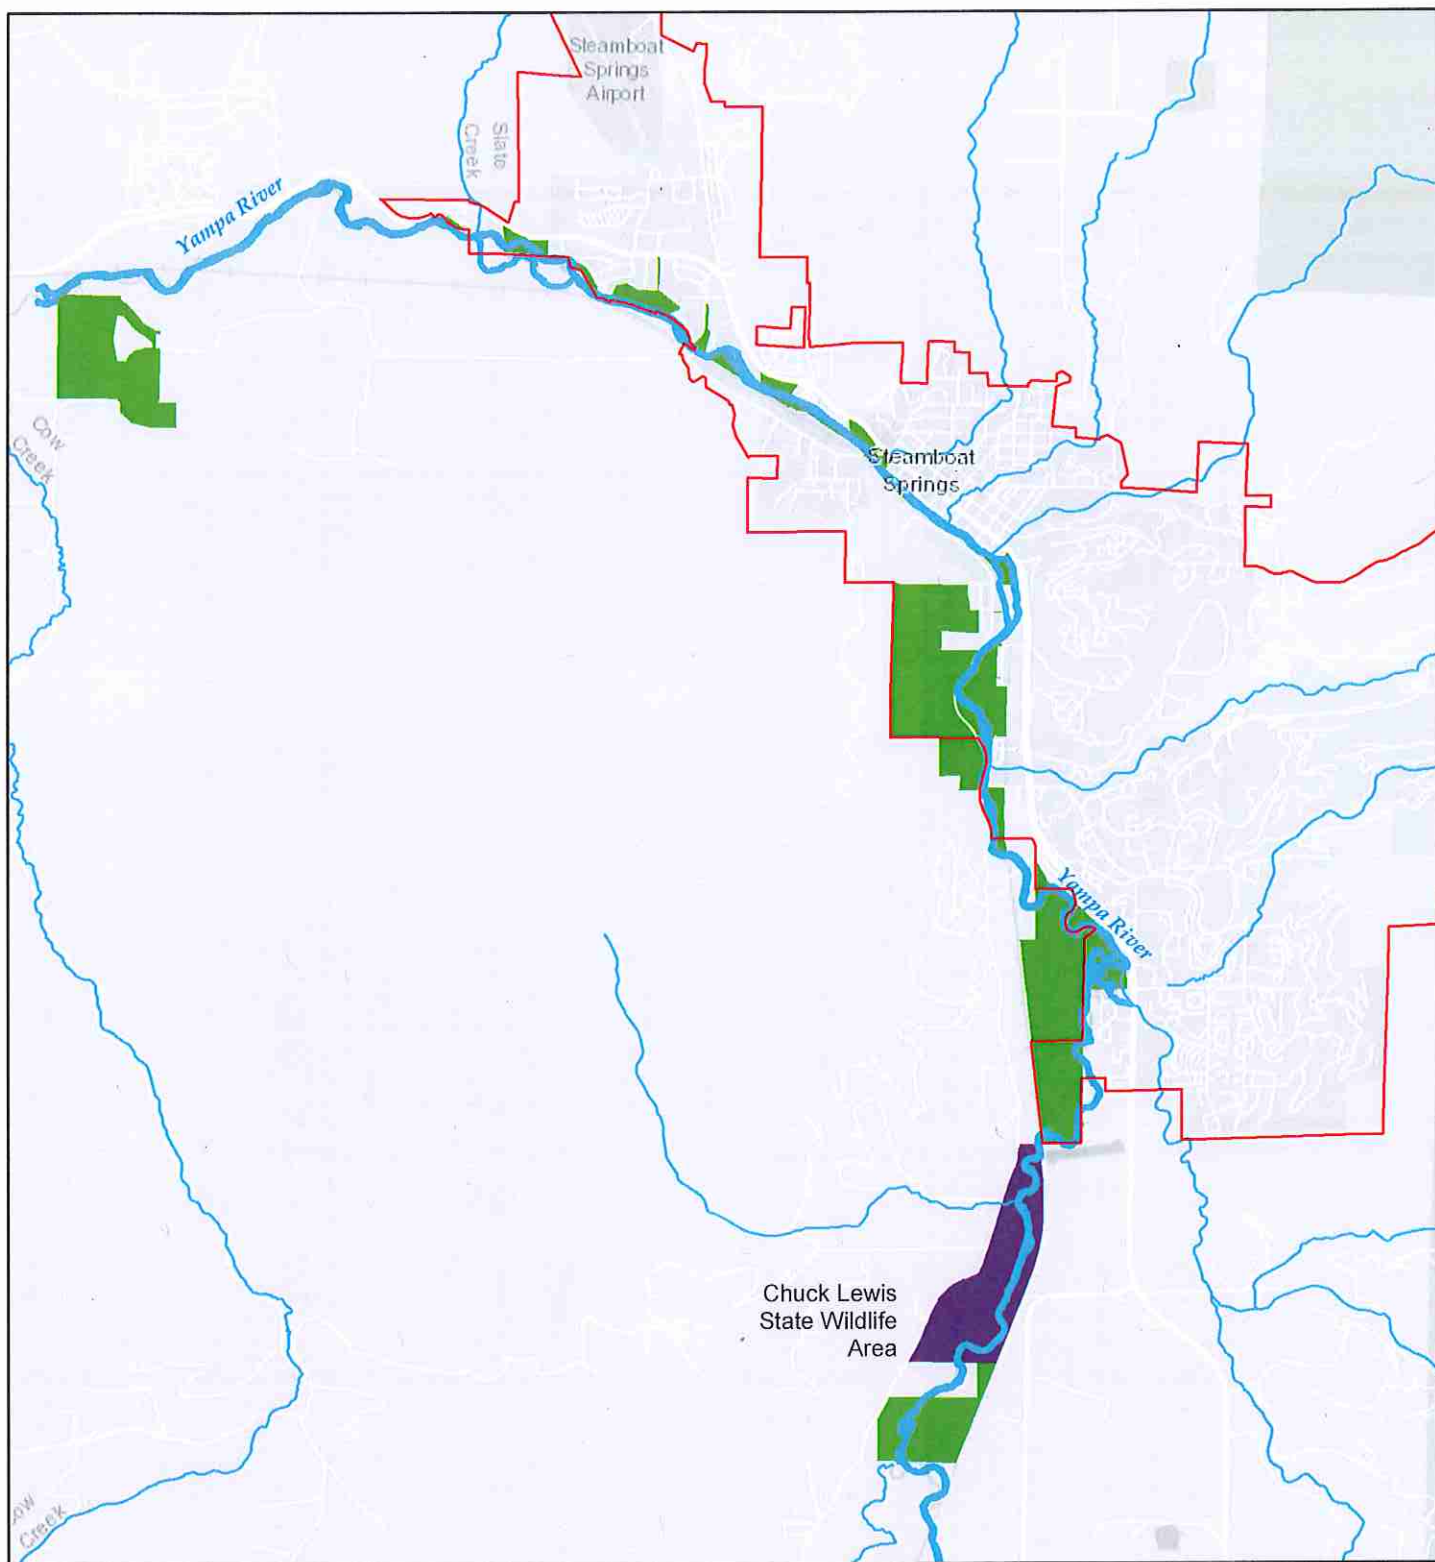 Steamboat
Springs
Airport
Slate
Creek
Yampa River
Cow
Creek
Steamboat
Springs
Yampa River
Chuck Lewis
State Wildlife
Area
Cow
Creek